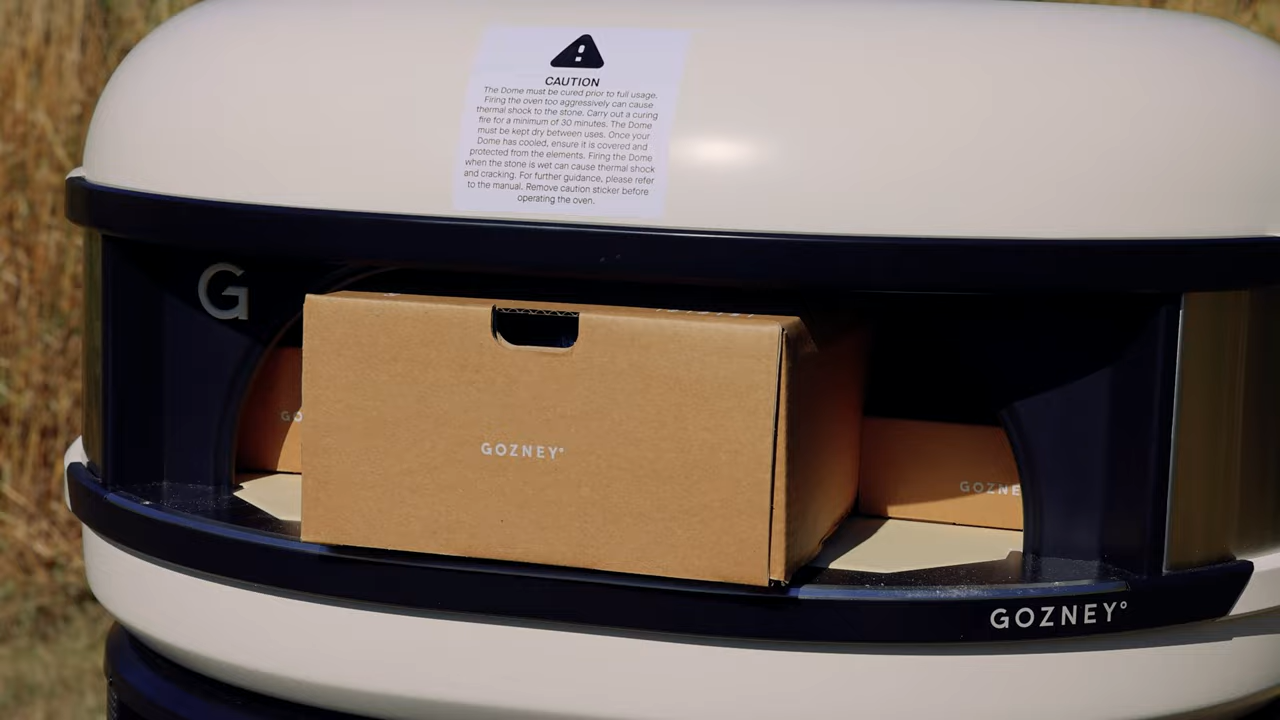 CAUTION
The Dome must be cured prior to full usage.
Firing the oven too aggressively can cause
thermal shock to the stone. Carry out a curing
fire for a minimum of 30 minutes. The Dome
must be kept dry between uses. Once your
Dome has cooled, ensure it is covered and
protected from the elements. Firing the Dome
when the stone is wet can cause thermal shock
and cracking. For further guidance, please refer
to the manual. Remove caution sticker before
operating the oven.
G
GO
GOZNEY°
GOZNE
GOZNEY°